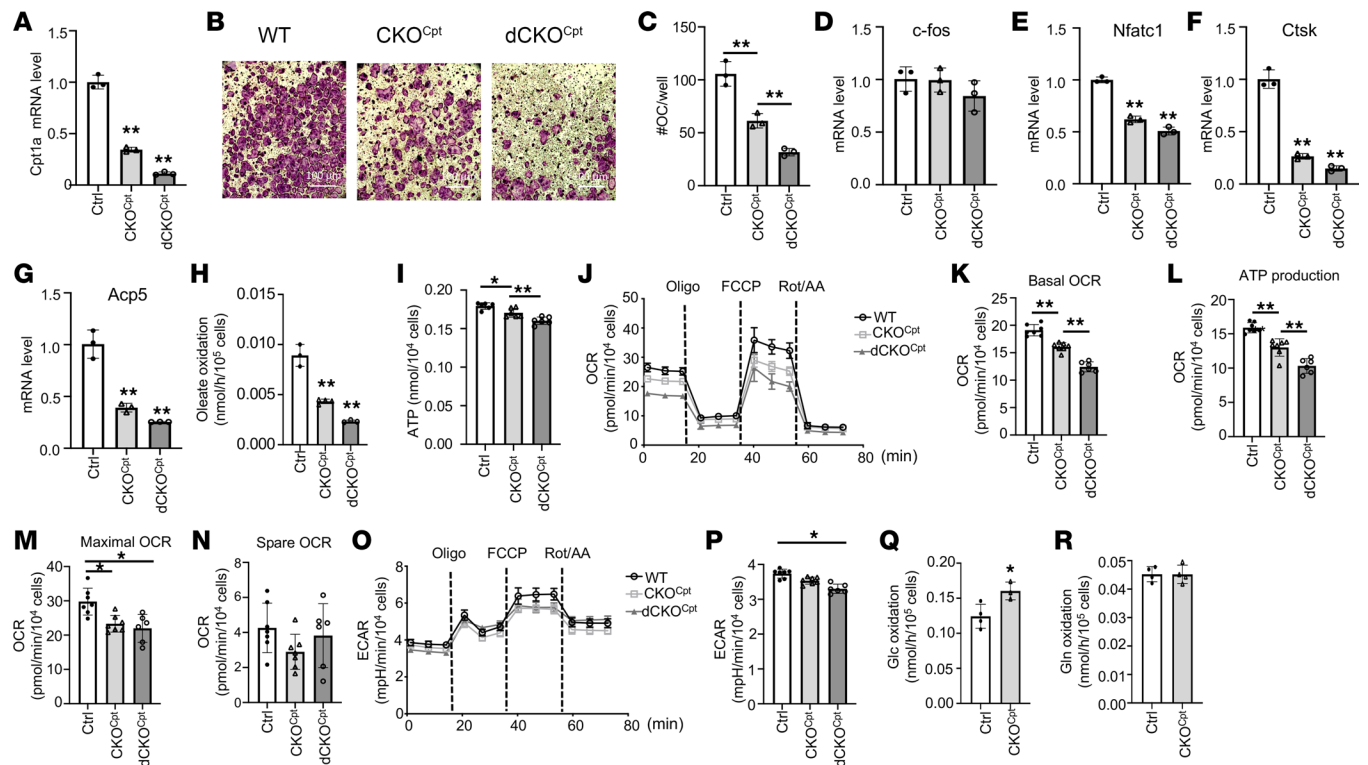 A
Cpt1a mRNA level
1.5
1.0
0.5
0
**
**
Ctrl
CKOCpt
dCKOCpt
B
WT
CKOCpt
dCKOCpt
100 µm
C
#OC/well
150
100
50
0
**
**
Ctrl
CKOCpt
dCKOCpt
D
c-fos
mRNA level
1.5
1.0
0.5
0
Ctrl
CKOCpt
dCKOCpt
E
Nfatc1
mRNA level
1.5
1.0
0.5
0
**
**
Ctrl
CKOCpt
dCKOCpt
F
Ctsk
mRNA level
1.5
1.0
0.5
0
**
**
Ctrl
CKOCpt
dCKOCpt
G
Acp5
mRNA level
1.5
1.0
0.5
0.0
**
**
Ctrl
CKOCpt
dCKOCpt
H
Oleate oxidation
(nmol/h/10⁵ cells)
0.015
0.010
0.005
0.000
**
**
Ctrl
CKOCpt
dCKOCpt
I
ATP (nmol/10⁴ cells)
0.20
0.15
0.10
0.05
0.00
*
**
Ctrl
CKOCpt
dCKOCpt
J
Oligo
FCCP
Rot/AA
OCR
(pmol/min/10⁴ cells)
50
40
30
20
10
0
0
20
40
60
80
(min)
WT
CKOCpt
dCKOCpt
K
Basal OCR
OCR
(pmol/min/10⁴ cells)
25
20
15
10
5
0
**
**
Ctrl
CKOCpt
dCKOCpt
L
ATP production
OCR
(pmol/min/10⁴ cells)
20
15
10
5
0
**
**
Ctrl
CKOCpt
dCKOCpt
M
Maximal OCR
OCR
(pmol/min/10⁴ cells)
40
30
20
10
0
*
*
Ctrl
CKOCpt
dCKOCpt
N
Spare OCR
OCR
(pmol/min/10⁴ cells)
8
6
4
2
0
Ctrl
CKOCpt
dCKOCpt
O
Oligo
FCCP
Rot/AA
ECAR
(mpH/min/10⁴ cells)
8
6
4
2
0
0
20
40
60
80
(min)
WT
CKOCpt
dCKOCpt
P
ECAR
(mpH/min/10⁴ cells)
5
4
3
2
1
0
*
Ctrl
CKOCpt
dCKOCpt
Q
Glc oxidation
(nmol/h/10⁵ cells)
0.20
0.15
0.10
0.05
0.00
*
Ctrl
CKOCpt
R
Gln oxidation
(nmol/h/10⁵ cells)
0.05
0.04
0.03
0.02
0.01
0.00
Ctrl
CKOCpt